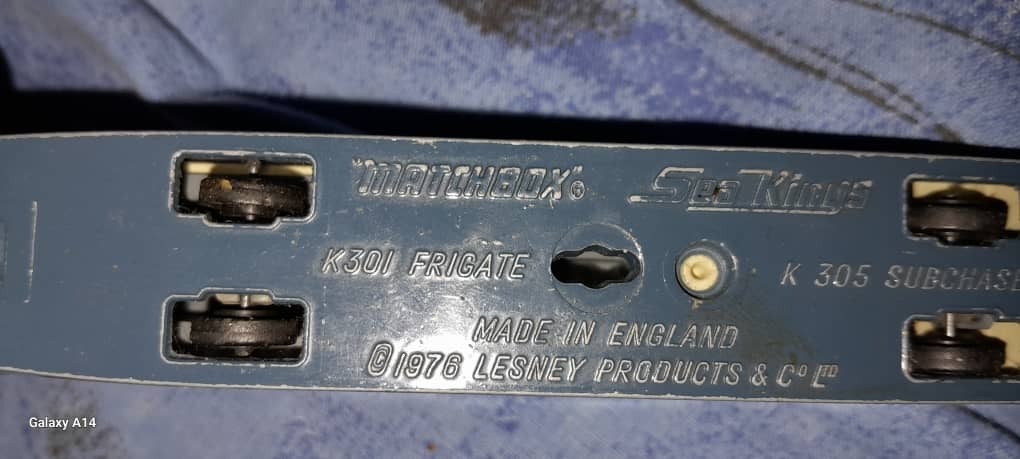 "MATCHBOX"® Sea Kings
K301 FRIGATE
K 305 SUBCHASE
MADE IN ENGLAND
© 1976 LESNEY PRODUCTS & Cº Lᵀᴰ
Galaxy A14